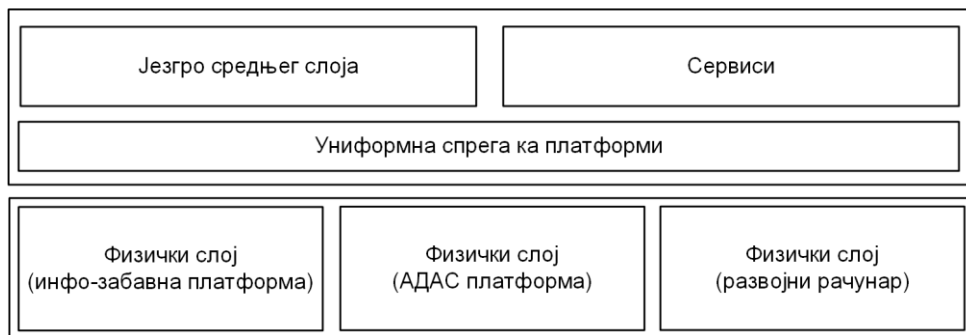 Језгро средњег слоја
Сервиси
Униформна спрега ка платформи
Физички слој
(инфо-забавна платформа)
Физички слој
(АДАС платформа)
Физички слој
(развојни рачунар)